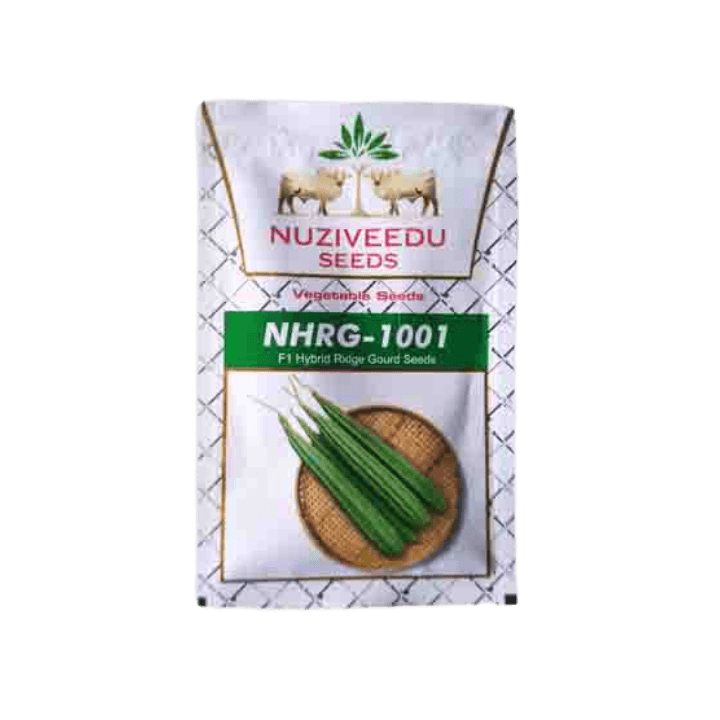 NUZIVEEDU
SEEDS
Vegetable Seeds
NHRG-1001
F1 Hybrid Ridge Gourd Seeds